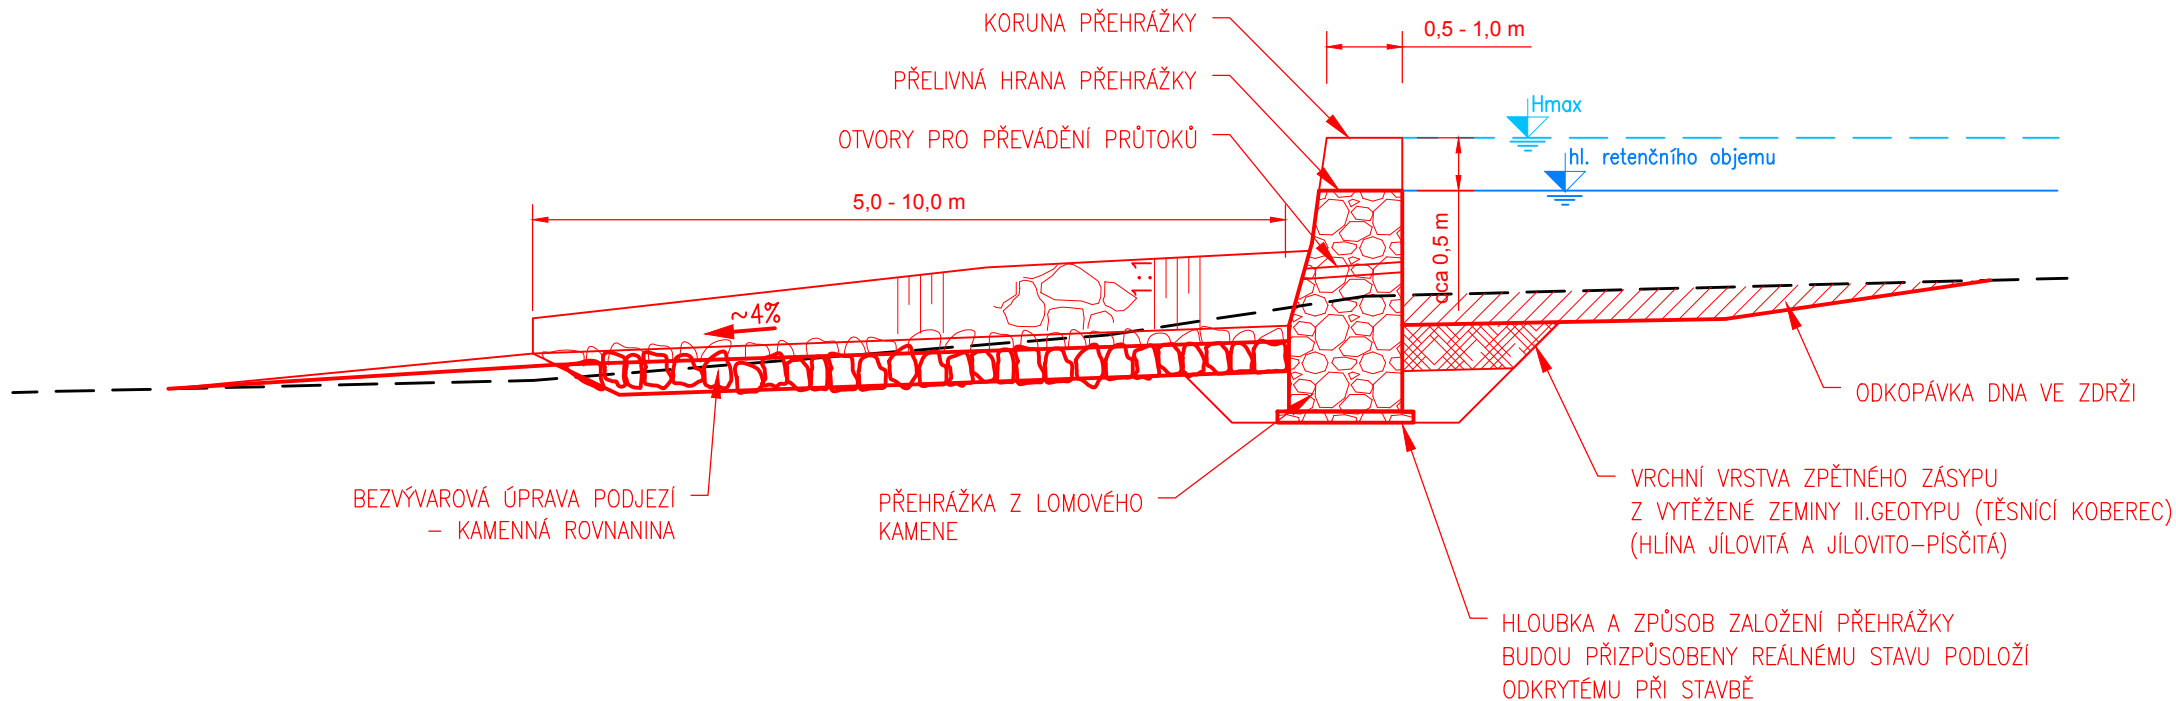 KORUNA PŘEHRÁŽKY
0,5 - 1,0 m
PŘELIVNÁ HRANA PŘEHRÁŽKY
Hmax
OTVORY PRO PŘEVÁDĚNÍ PRŮTOKŮ
hl. retenčního objemu
5,0 - 10,0 m
cca 0,5 m
1:1
~4%
ODKOPÁVKA DNA VE ZDRŽI
BEZVÝVAROVÁ ÚPRAVA PODJEZÍ
– KAMENNÁ ROVNANINA
PŘEHRÁŽKA Z LOMOVÉHO
KAMENE
VRCHNÍ VRSTVA ZPĚTNÉHO ZÁSYPU
Z VYTĚŽENÉ ZEMINY II.GEOTYPU (TĚSNÍCÍ KOBEREC)
(HLÍNA JÍLOVITÁ A JÍLOVITO–PÍSČITÁ)
HLOUBKA A ZPŮSOB ZALOŽENÍ PŘEHRÁŽKY
BUDOU PŘIZPŮSOBENY REÁLNÉMU STAVU PODLOŽÍ
ODKRYTÉMU PŘI STAVBĚ